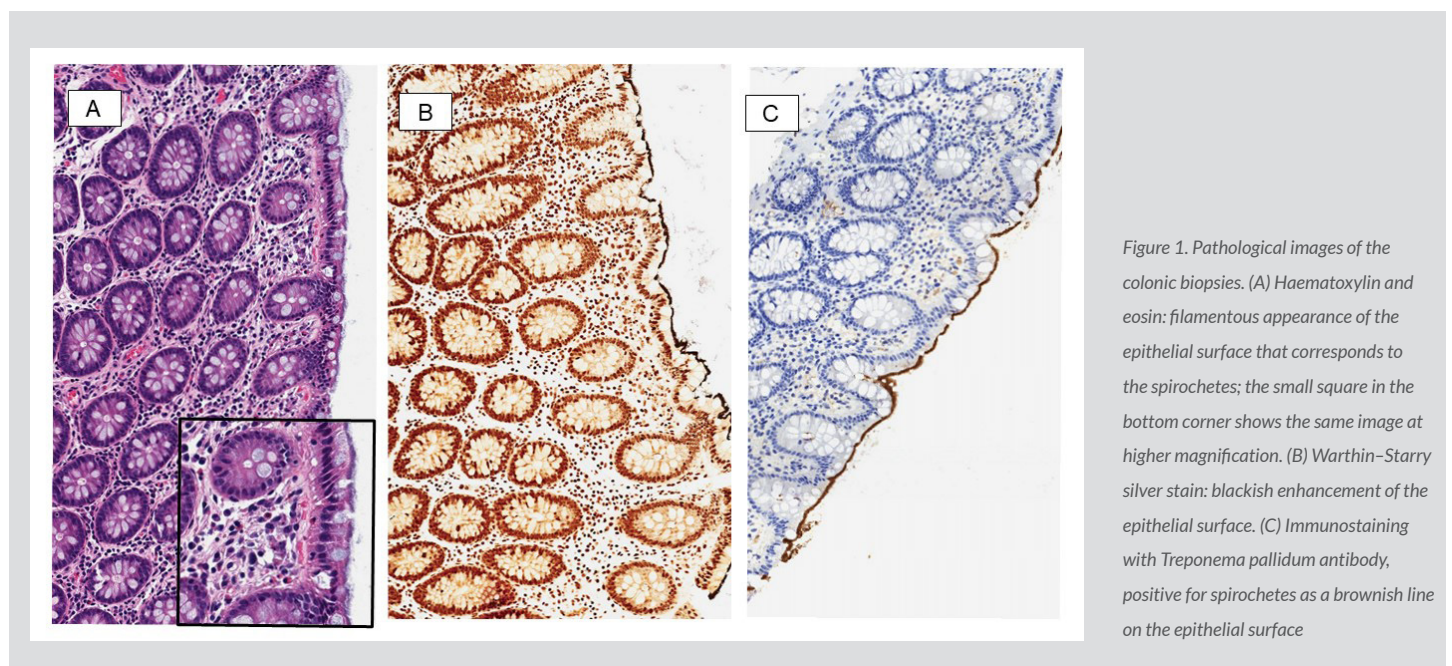 A
B
C
Figure 1. Pathological images of the
colonic biopsies. (A) Haematoxylin and
eosin: filamentous appearance of the
epithelial surface that corresponds to
the spirochetes; the small square in the
bottom corner shows the same image at
higher magnification. (B) Warthin–Starry
silver stain: blackish enhancement of the
epithelial surface. (C) Immunostaining
with Treponema pallidum antibody,
positive for spirochetes as a brownish line
on the epithelial surface